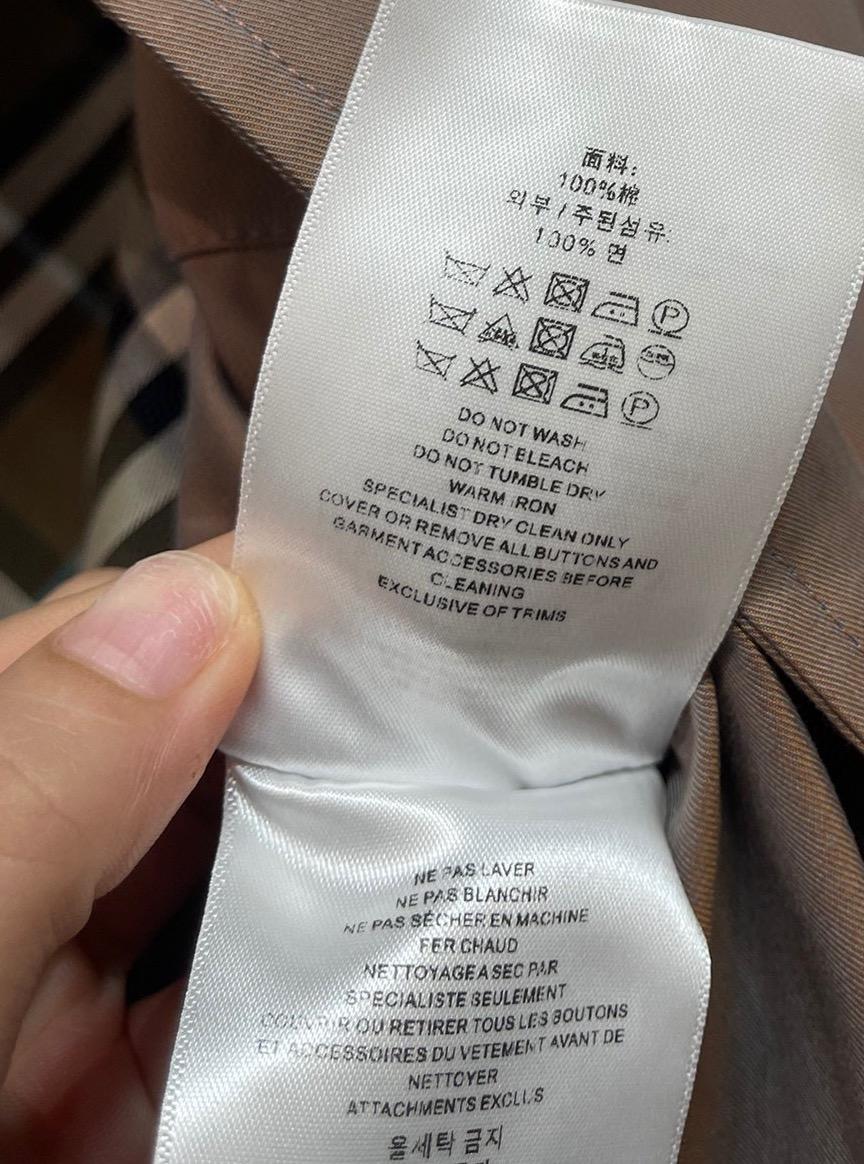 面料:
100%棉
외부/주된섬유:
100% 면
P
P
DO NOT WASH
DO NOT BLEACH
DO NOT TUMBLE DRY
WARM IRON
SPECIALIST DRY CLEAN ONLY
COVER OR REMOVE ALL BUTTONS AND
GARMENT ACCESSORIES BEFORE
CLEANING
EXCLUSIVE OF TRIMS
NE PAS LAVER
NE PAS BLANCHIR
NE PAS SÉCHER EN MACHINE
FER CHAUD
NETTOYAGE A SEC PAR
SPECIALISTE SEULEMENT
COUVRIR OU RETIRER TOUS LES BOUTONS
ET ACCESSOIRES DU VETEMENT AVANT DE
NETTOYER
ATTACHMENTS EXCLUS
물세탁 금지